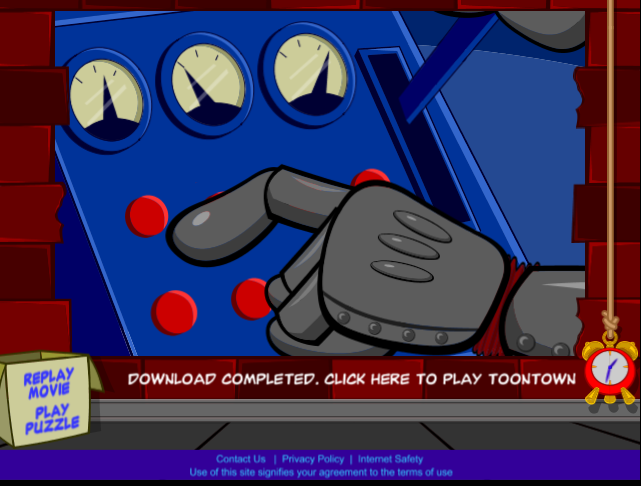 REPLAY
MOVIE
PLAY
PUZZLE
DOWNLOAD COMPLETED. CLICK HERE TO PLAY TOONTOWN
Contact Us | Privacy Policy | Internet Safety
Use of this site signifies your agreement to the terms of use